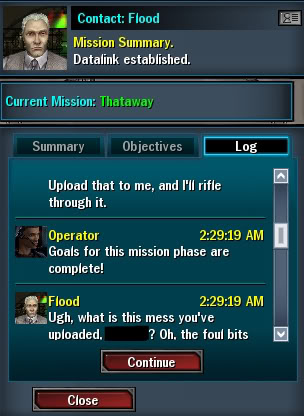 Contact: Flood
Mission Summary.
Datalink established.
Current Mission: Thataway
Summary
Objectives
Log
Upload that to me, and I'll rifle
through it.
Operator 2:29:19 AM
Goals for this mission phase are
complete!
Flood 2:29:19 AM
Ugh, what is this mess you've
uploaded, ? Oh, the foul bits
Continue
Close